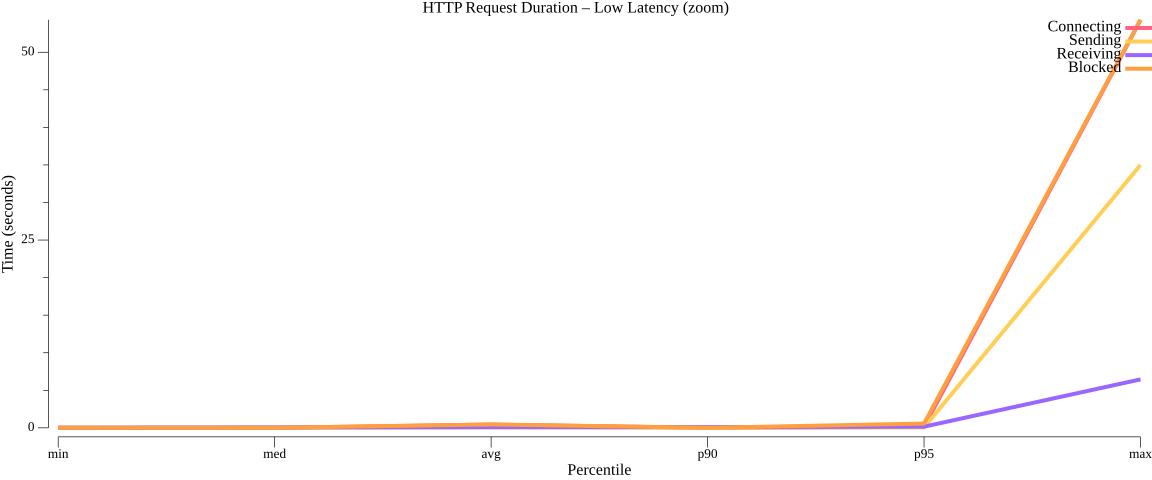 HTTP Request Duration – Low Latency (zoom)
Connecting
Sending
Receiving
Blocked
50
25
0
Time (seconds)
min med avg p90 p95 max
Percentile